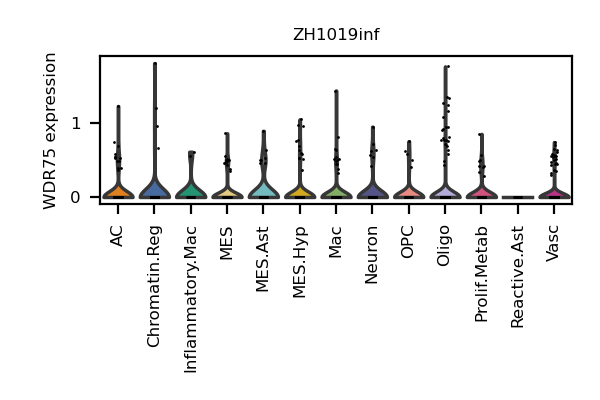 ZH1019inf
WDR75 expression
1
0
AC
Chromatin.Reg
Inflammatory.Mac
MES
MES.Ast
MES.Hyp
Mac
Neuron
OPC
Oligo
Prolif.Metab
Reactive.Ast
Vasc